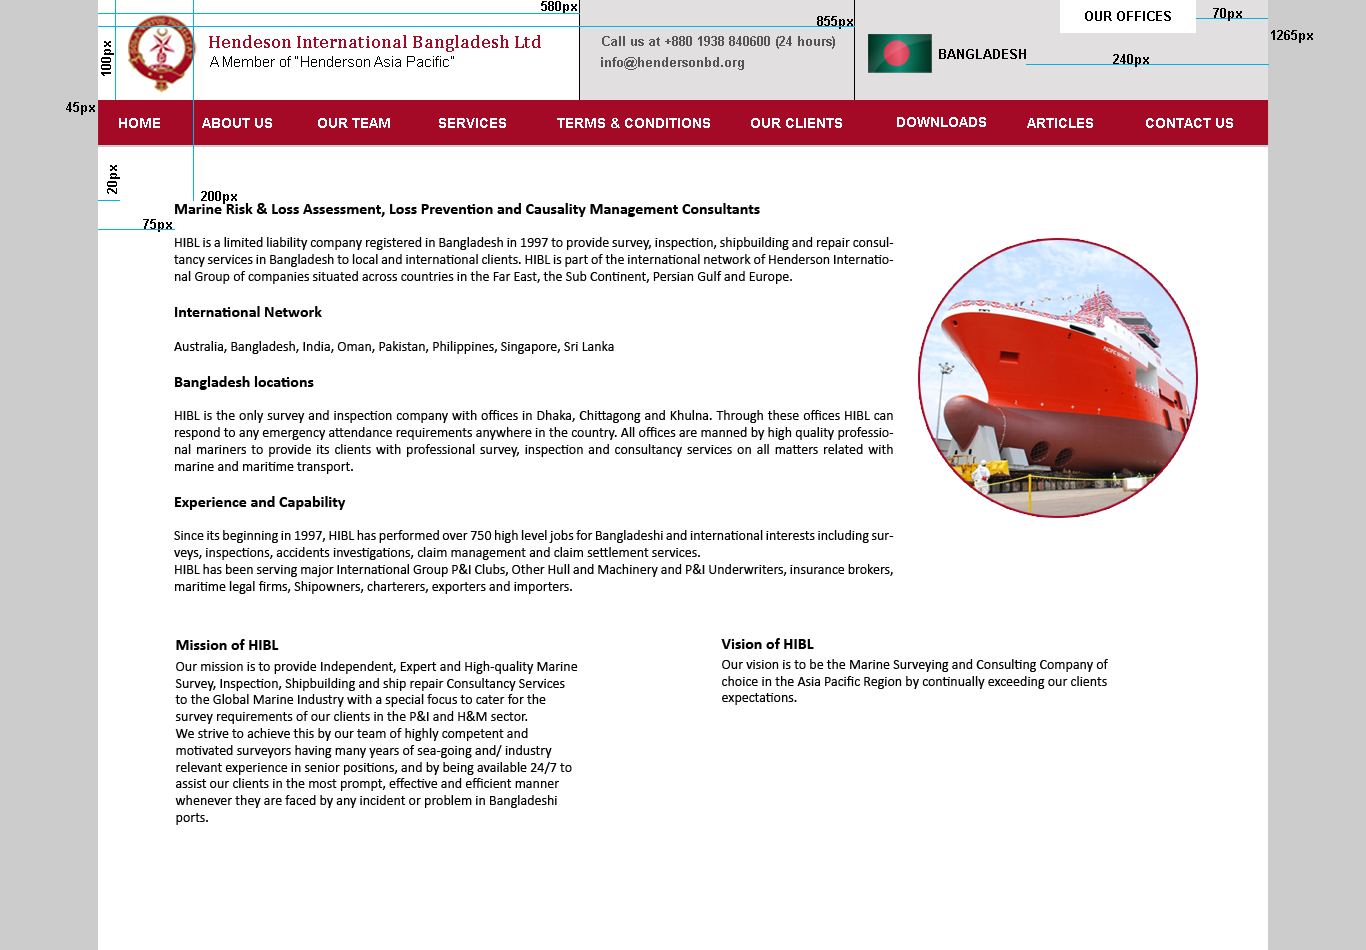 580px
855px
70px
1265px
240px
100px
45px
20px
200px
75px
Hendeson International Bangladesh Ltd
A Member of "Henderson Asia Pacific"
Call us at +880 1938 840600 (24 hours)
info@hendersonbd.org
BANGLADESH
OUR OFFICES
HOME ABOUT US OUR TEAM SERVICES TERMS & CONDITIONS OUR CLIENTS DOWNLOADS ARTICLES CONTACT US
Marine Risk & Loss Assessment, Loss Prevention and Causality Management Consultants
HIBL is a limited liability company registered in Bangladesh in 1997 to provide survey, inspection, shipbuilding and repair consul-
tancy services in Bangladesh to local and international clients. HIBL is part of the international network of Henderson Internatio-
nal Group of companies situated across countries in the Far East, the Sub Continent, Persian Gulf and Europe.
International Network
Australia, Bangladesh, India, Oman, Pakistan, Philippines, Singapore, Sri Lanka
Bangladesh locations
HIBL is the only survey and inspection company with offices in Dhaka, Chittagong and Khulna. Through these offices HIBL can
respond to any emergency attendance requirements anywhere in the country. All offices are manned by high quality professio-
nal mariners to provide its clients with professional survey, inspection and consultancy services on all matters related with
marine and maritime transport.
Experience and Capability
Since its beginning in 1997, HIBL has performed over 750 high level jobs for Bangladeshi and international interests including sur-
veys, inspections, accidents investigations, claim management and claim settlement services.
HIBL has been serving major International Group P&I Clubs, Other Hull and Machinery and P&I Underwriters, insurance brokers,
maritime legal firms, Shipowners, charterers, exporters and importers.
Mission of HIBL
Our mission is to provide Independent, Expert and High-quality Marine
Survey, Inspection, Shipbuilding and ship repair Consultancy Services
to the Global Marine Industry with a special focus to cater for the
survey requirements of our clients in the P&I and H&M sector.
We strive to achieve this by our team of highly competent and
motivated surveyors having many years of sea-going and/ industry
relevant experience in senior positions, and by being available 24/7 to
assist our clients in the most prompt, effective and efficient manner
whenever they are faced by any incident or problem in Bangladeshi
ports.
Vision of HIBL
Our vision is to be the Marine Surveying and Consulting Company of
choice in the Asia Pacific Region by continually exceeding our clients
expectations.